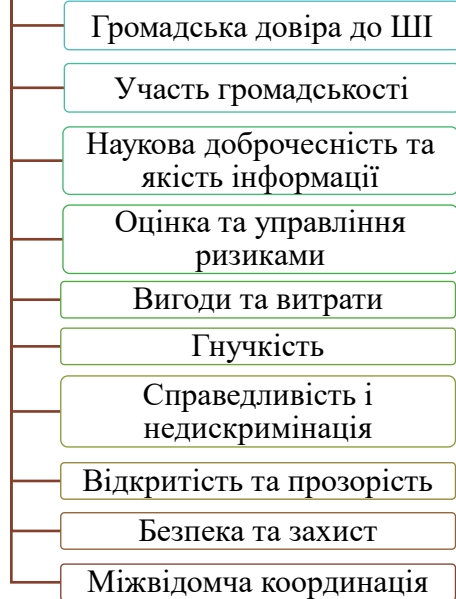 Громадська довіра до ШІ
Участь громадськості
Наукова доброчесність та
якість інформації
Оцінка та управління
ризиками
Вигоди та витрати
Гнучкість
Справедливість і
недискримінація
Відкритість та прозорість
Безпека та захист
Міжвідомча координація